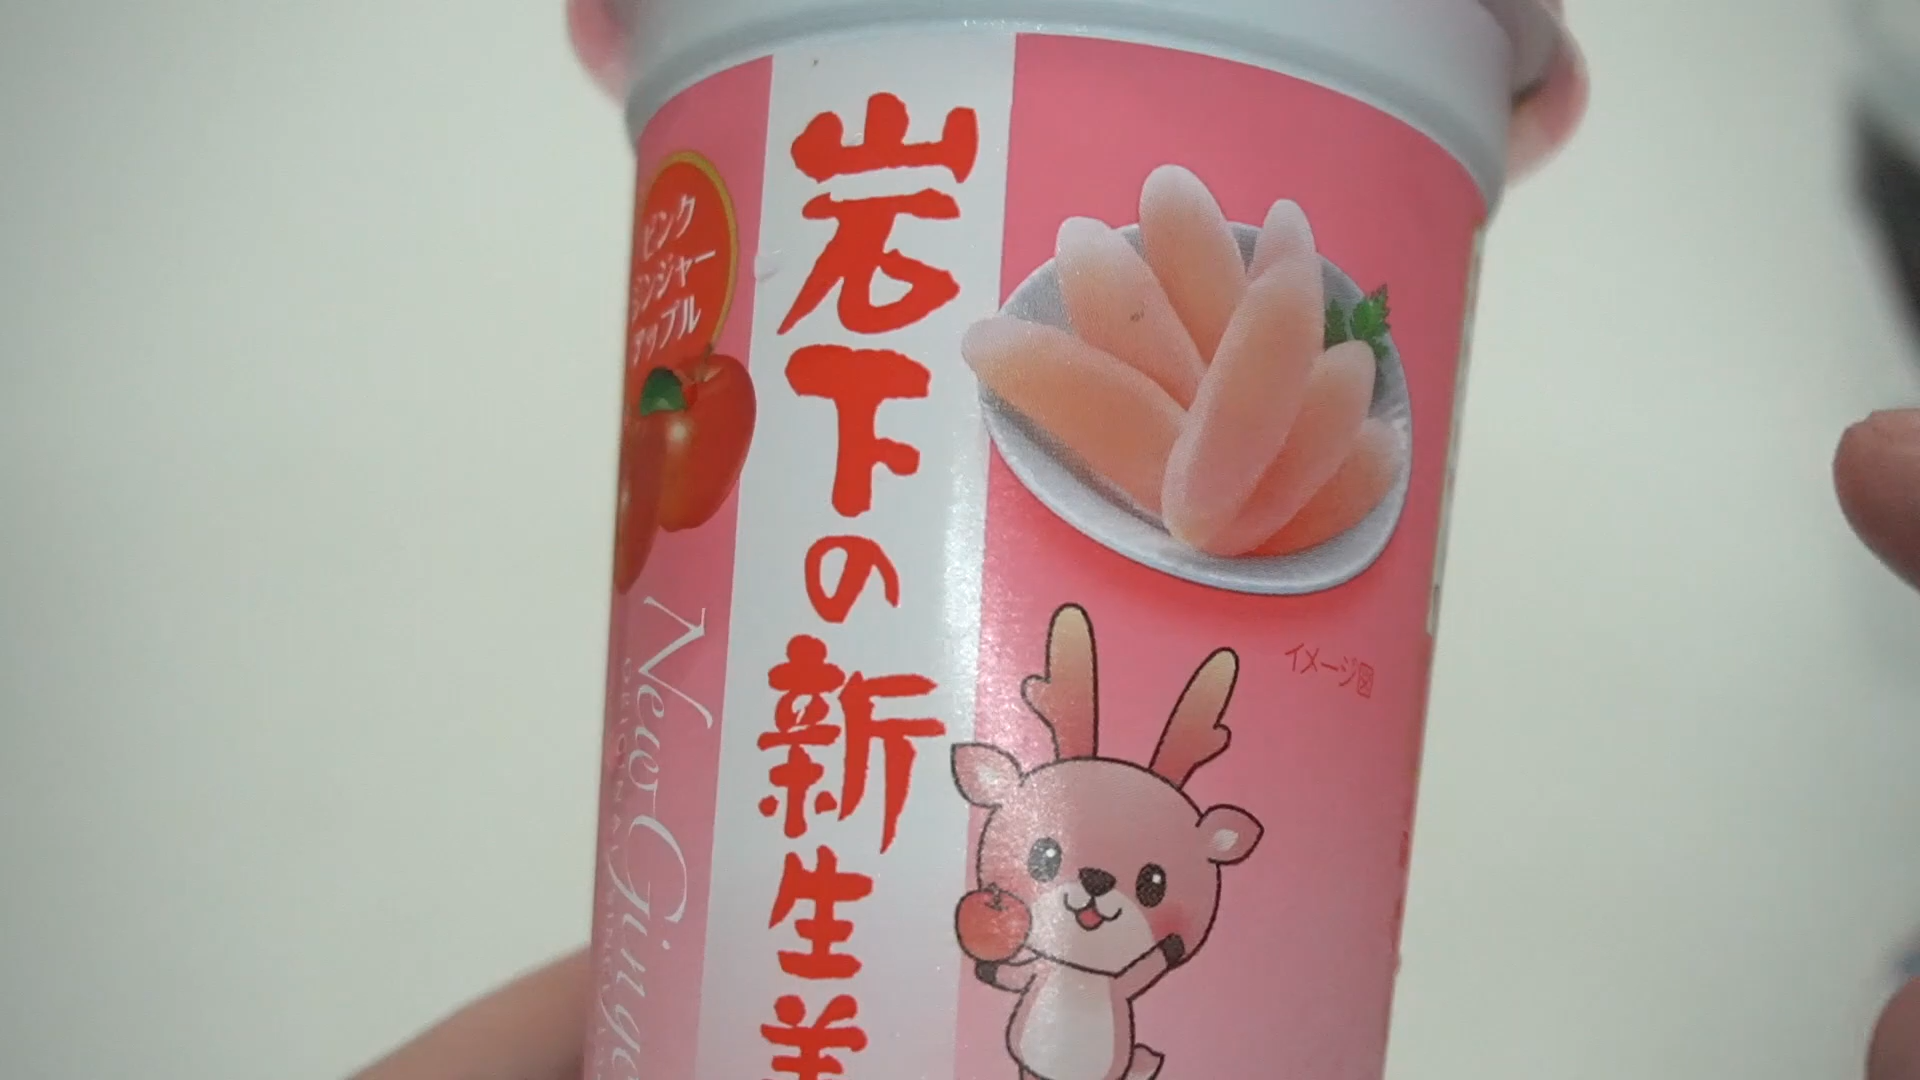 岩下の新生姜
ピンク
ジンジャー
アップル
New Ginger
イメージ図